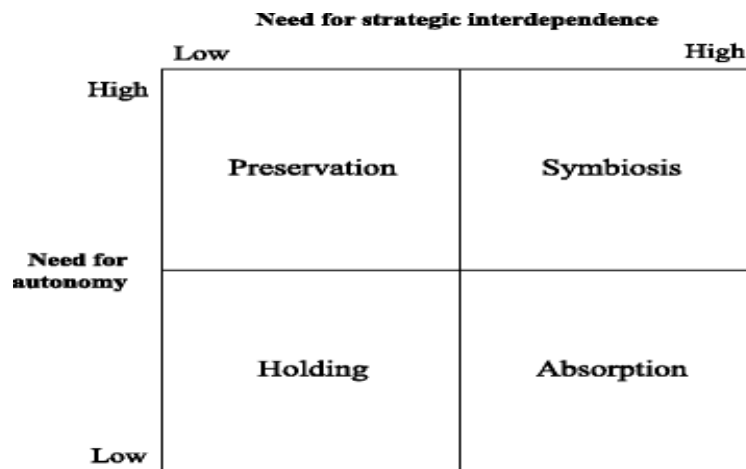 Need for strategic interdependence
Low High
High
Preservation Symbiosis
Need for
autonomy
Holding Absorption
Low